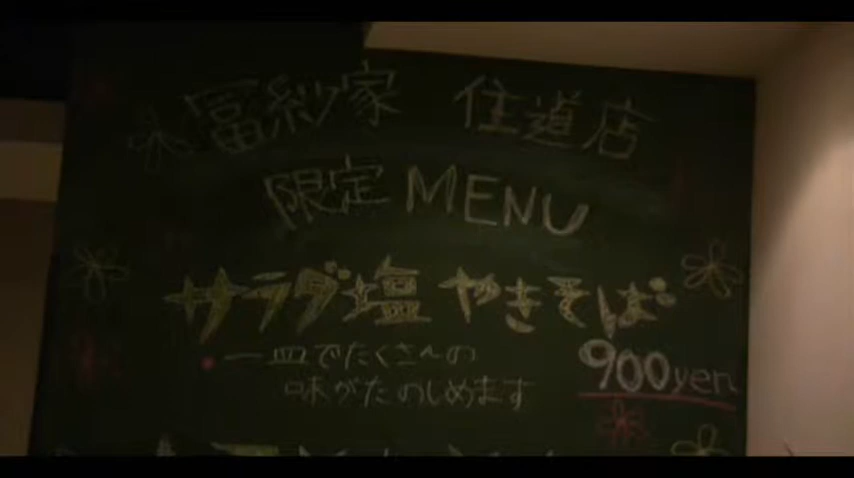 冨紗家 住道店
限定MENU
サラダ塩やきそば
一皿でたくさんの
味がたのしめます
900yen